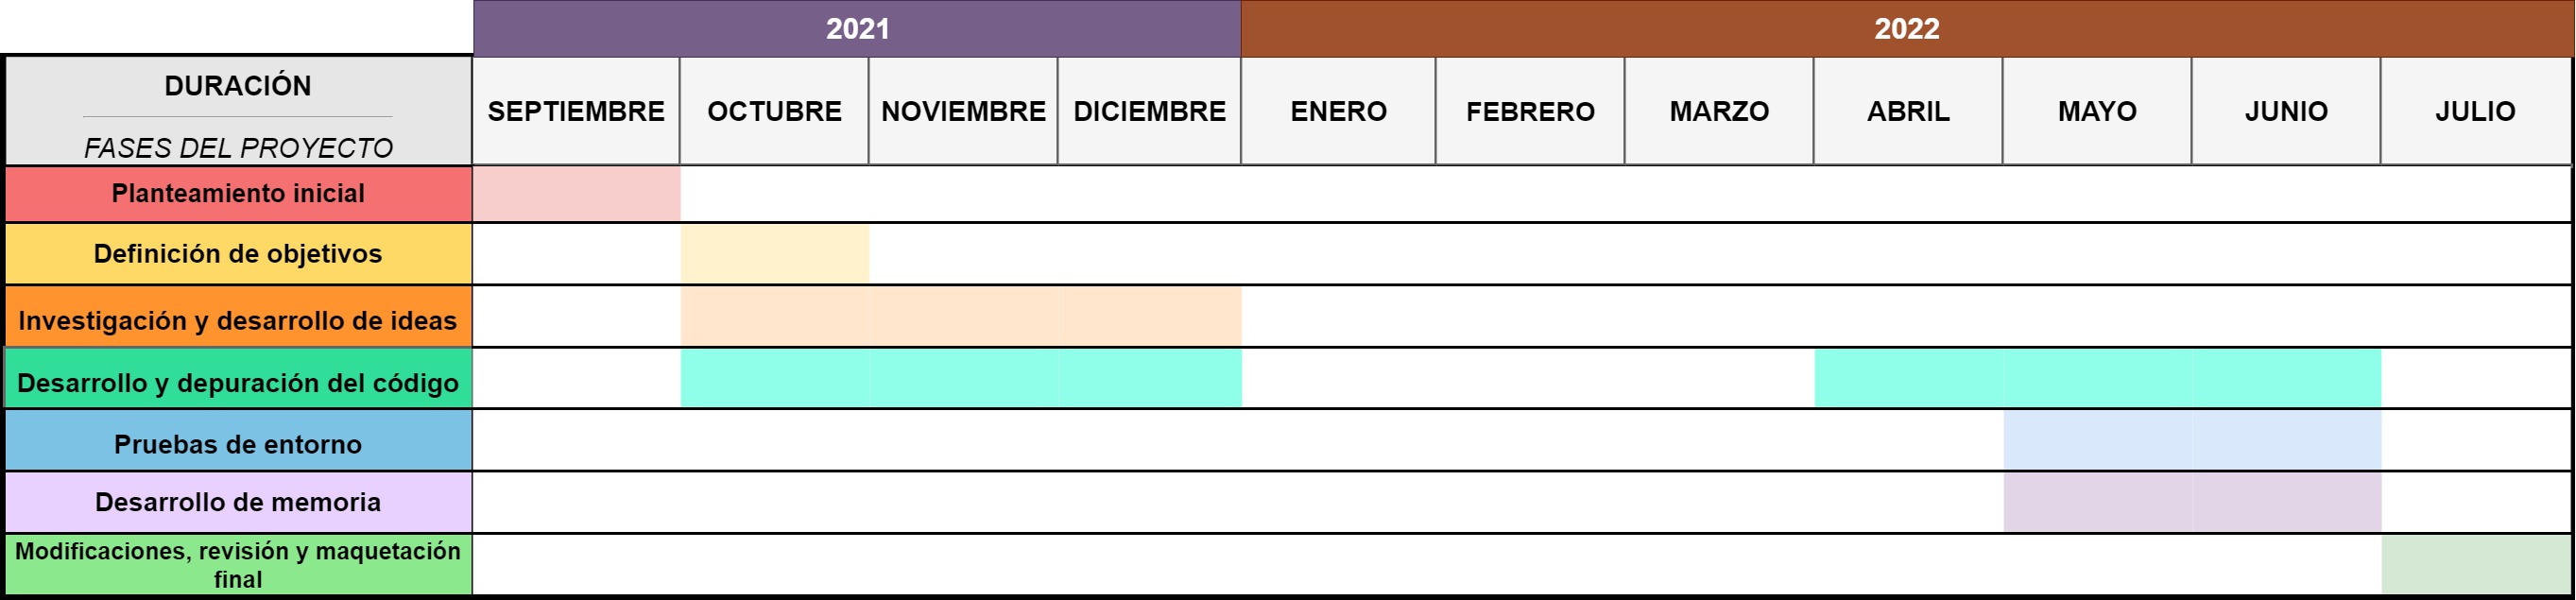 2021
2022
DURACIÓN
FASES DEL PROYECTO
SEPTIEMBRE
OCTUBRE
NOVIEMBRE
DICIEMBRE
ENERO
FEBRERO
MARZO
ABRIL
MAYO
JUNIO
JULIO
Planteamiento inicial
Definición de objetivos
Investigación y desarrollo de ideas
Desarrollo y depuración del código
Pruebas de entorno
Desarrollo de memoria
Modificaciones, revisión y maquetación
final